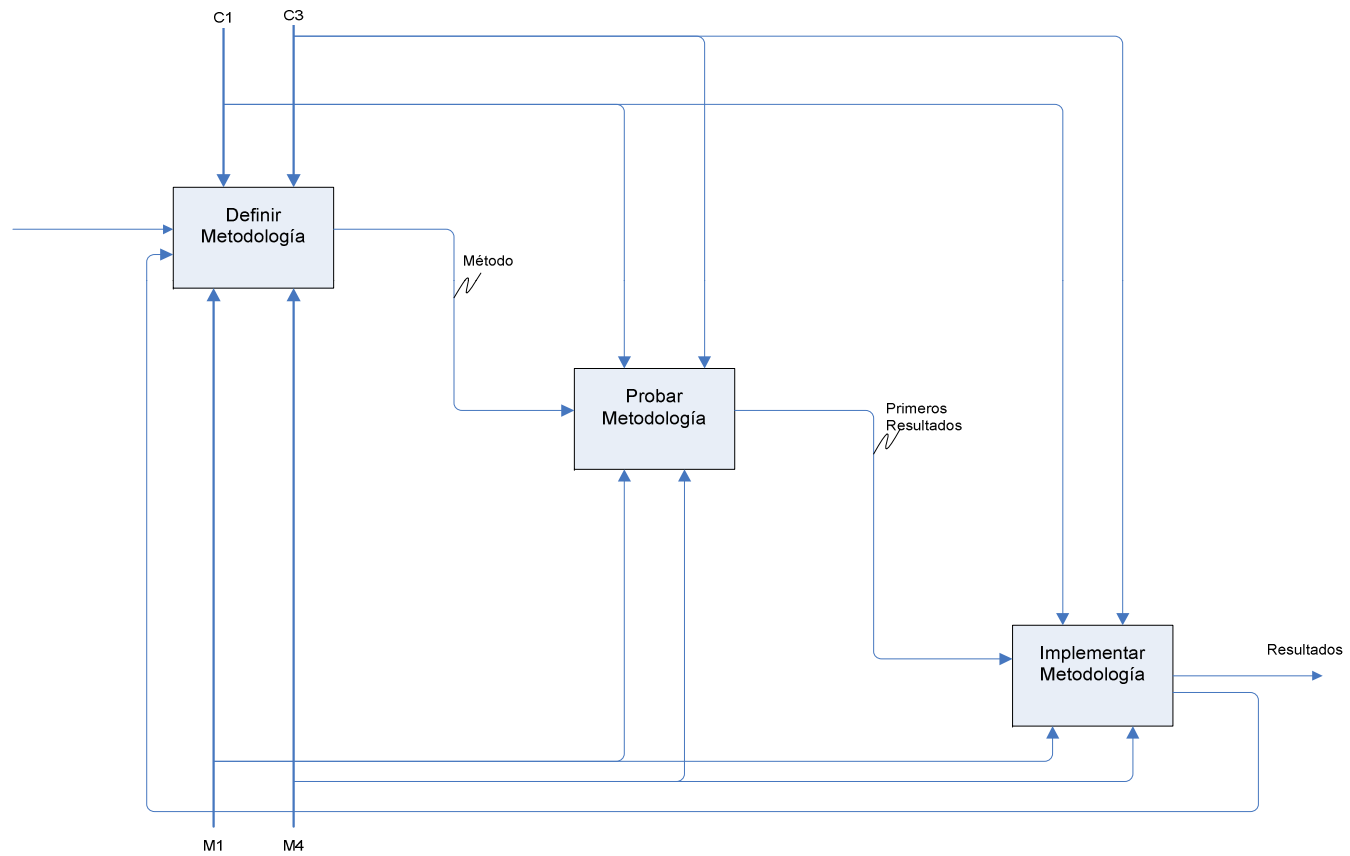 C1
C3
Definir
Metodología
Método
Probar
Metodología
Primeros
Resultados
Implementar
Metodología
Resultados
M1
M4